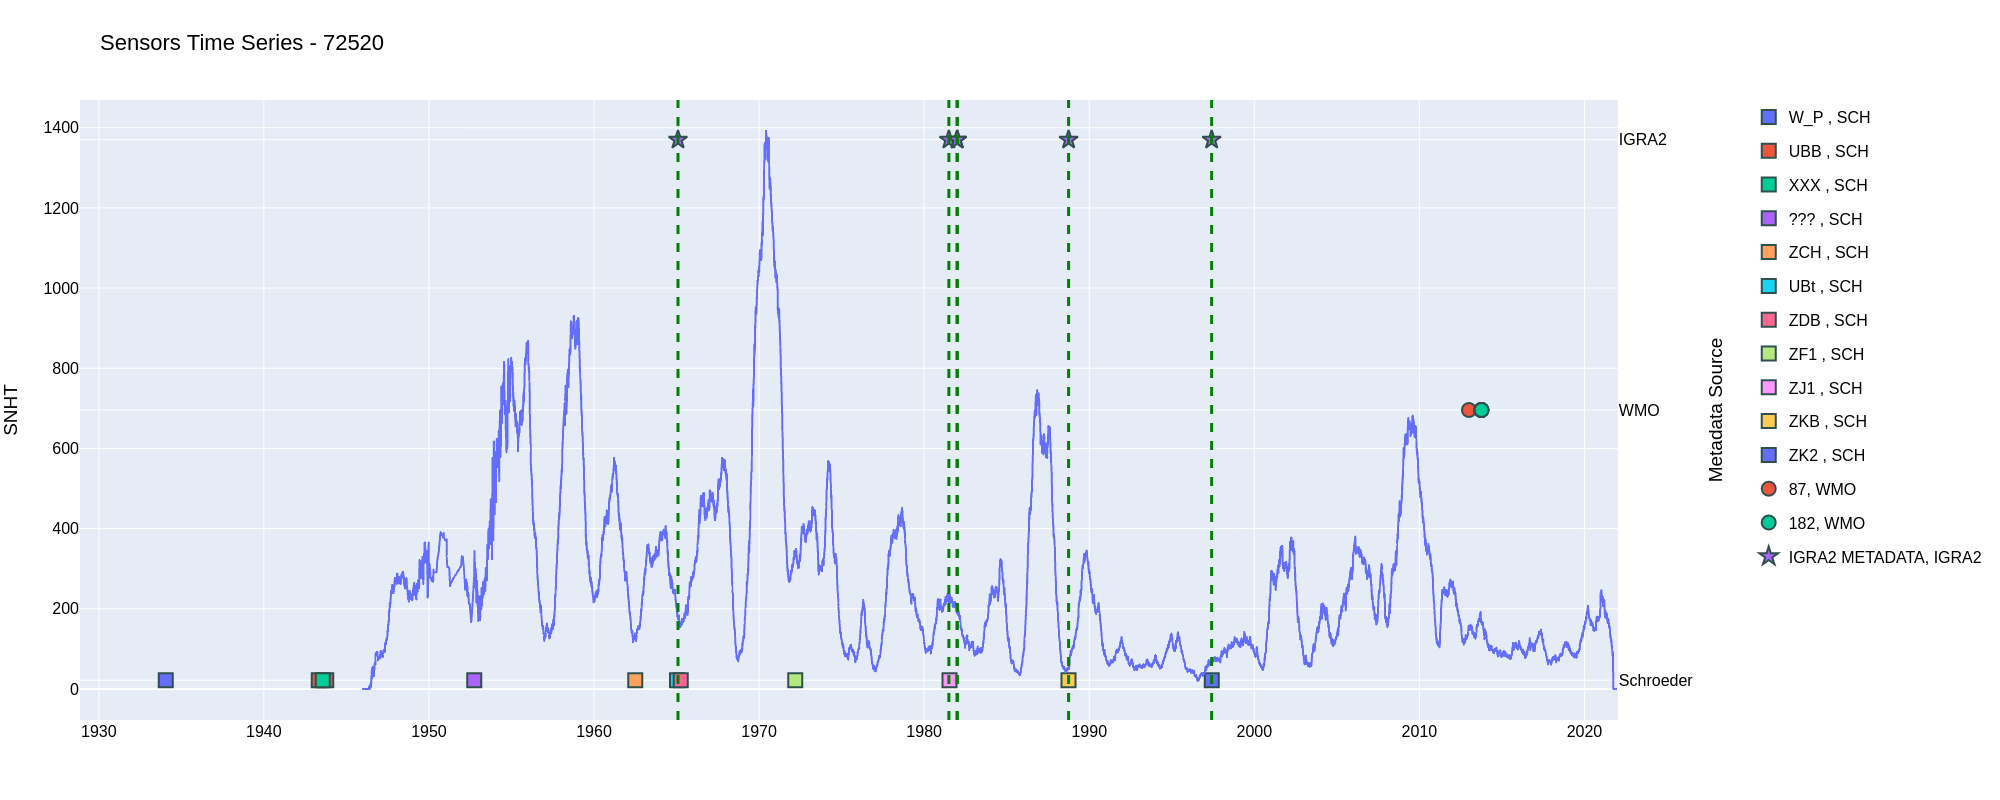 Sensors Time Series - 72520
1400
1200
1000
800
600
400
200
0
SNHT
1930
1940
1950
1960
1970
1980
1990
2000
2010
2020
IGRA2
WMO
Schroeder
Metadata Source
W_P , SCH
UBB , SCH
XXX , SCH
??? , SCH
ZCH , SCH
UBt , SCH
ZDB , SCH
ZF1 , SCH
ZJ1 , SCH
ZKB , SCH
ZK2 , SCH
87, WMO
182, WMO
IGRA2 METADATA, IGRA2